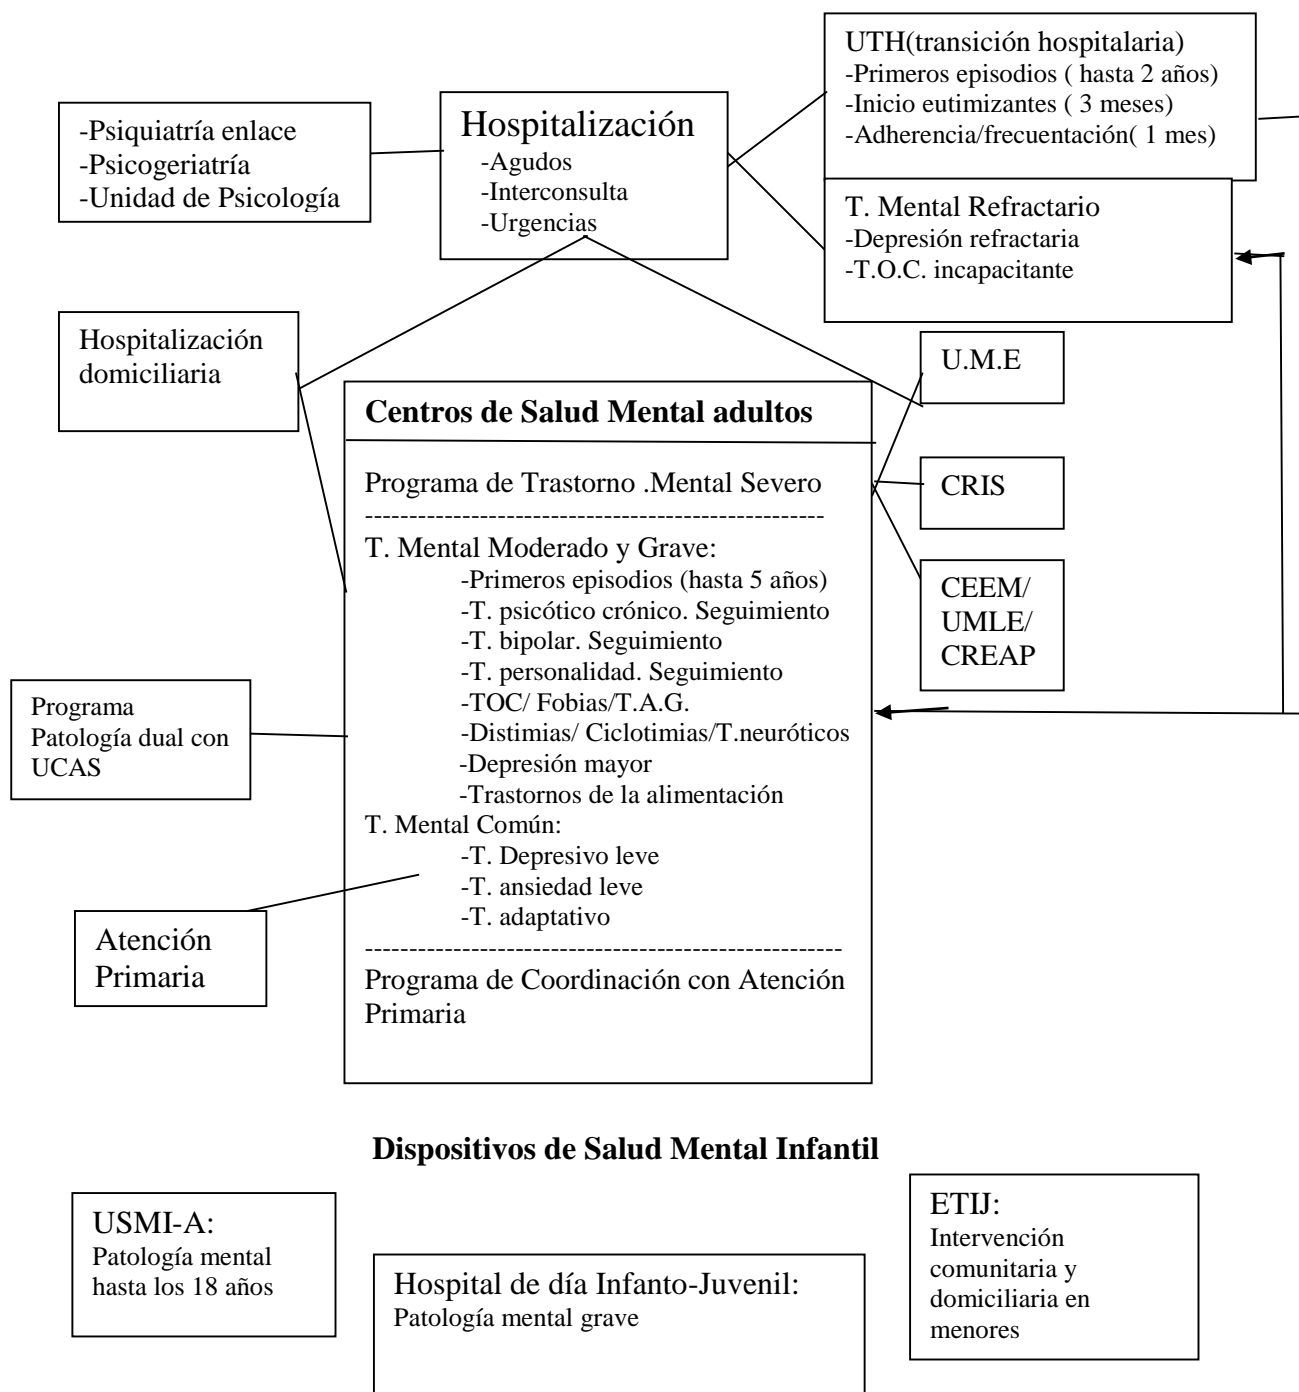 UTH(transición hospitalaria)
-Primeros episodios ( hasta 2 años)
-Inicio eutimizantes ( 3 meses)
-Adherencia/frecuentación( 1 mes)
-Psiquiatría enlace
-Psicogeriatría
-Unidad de Psicología
Hospitalización
-Agudos
-Interconsulta
-Urgencias
T. Mental Refractario
-Depresión refractaria
-T.O.C. incapacitante
Hospitalización
domiciliaria
U.M.E
CRIS
CEEM/
UMLE/
CREAP
Centros de Salud Mental adultos
Programa de Trastorno .Mental Severo
----------------------------------------------------
T. Mental Moderado y Grave:
-Primeros episodios (hasta 5 años)
-T. psicótico crónico. Seguimiento
-T. bipolar. Seguimiento
-T. personalidad. Seguimiento
-TOC/ Fobias/T.A.G.
-Distimias/ Ciclotimias/T.neuróticos
-Depresión mayor
-Trastornos de la alimentación
T. Mental Común:
-T. Depresivo leve
-T. ansiedad leve
-T. adaptativo
------------------------------------------------------
Programa de Coordinación con Atención
Primaria
Programa
Patología dual con
UCAS
Atención
Primaria
Dispositivos de Salud Mental Infantil
USMI-A:
Patología mental
hasta los 18 años
Hospital de día Infanto-Juvenil:
Patología mental grave
ETIJ:
Intervención
comunitaria y
domiciliaria en
menores